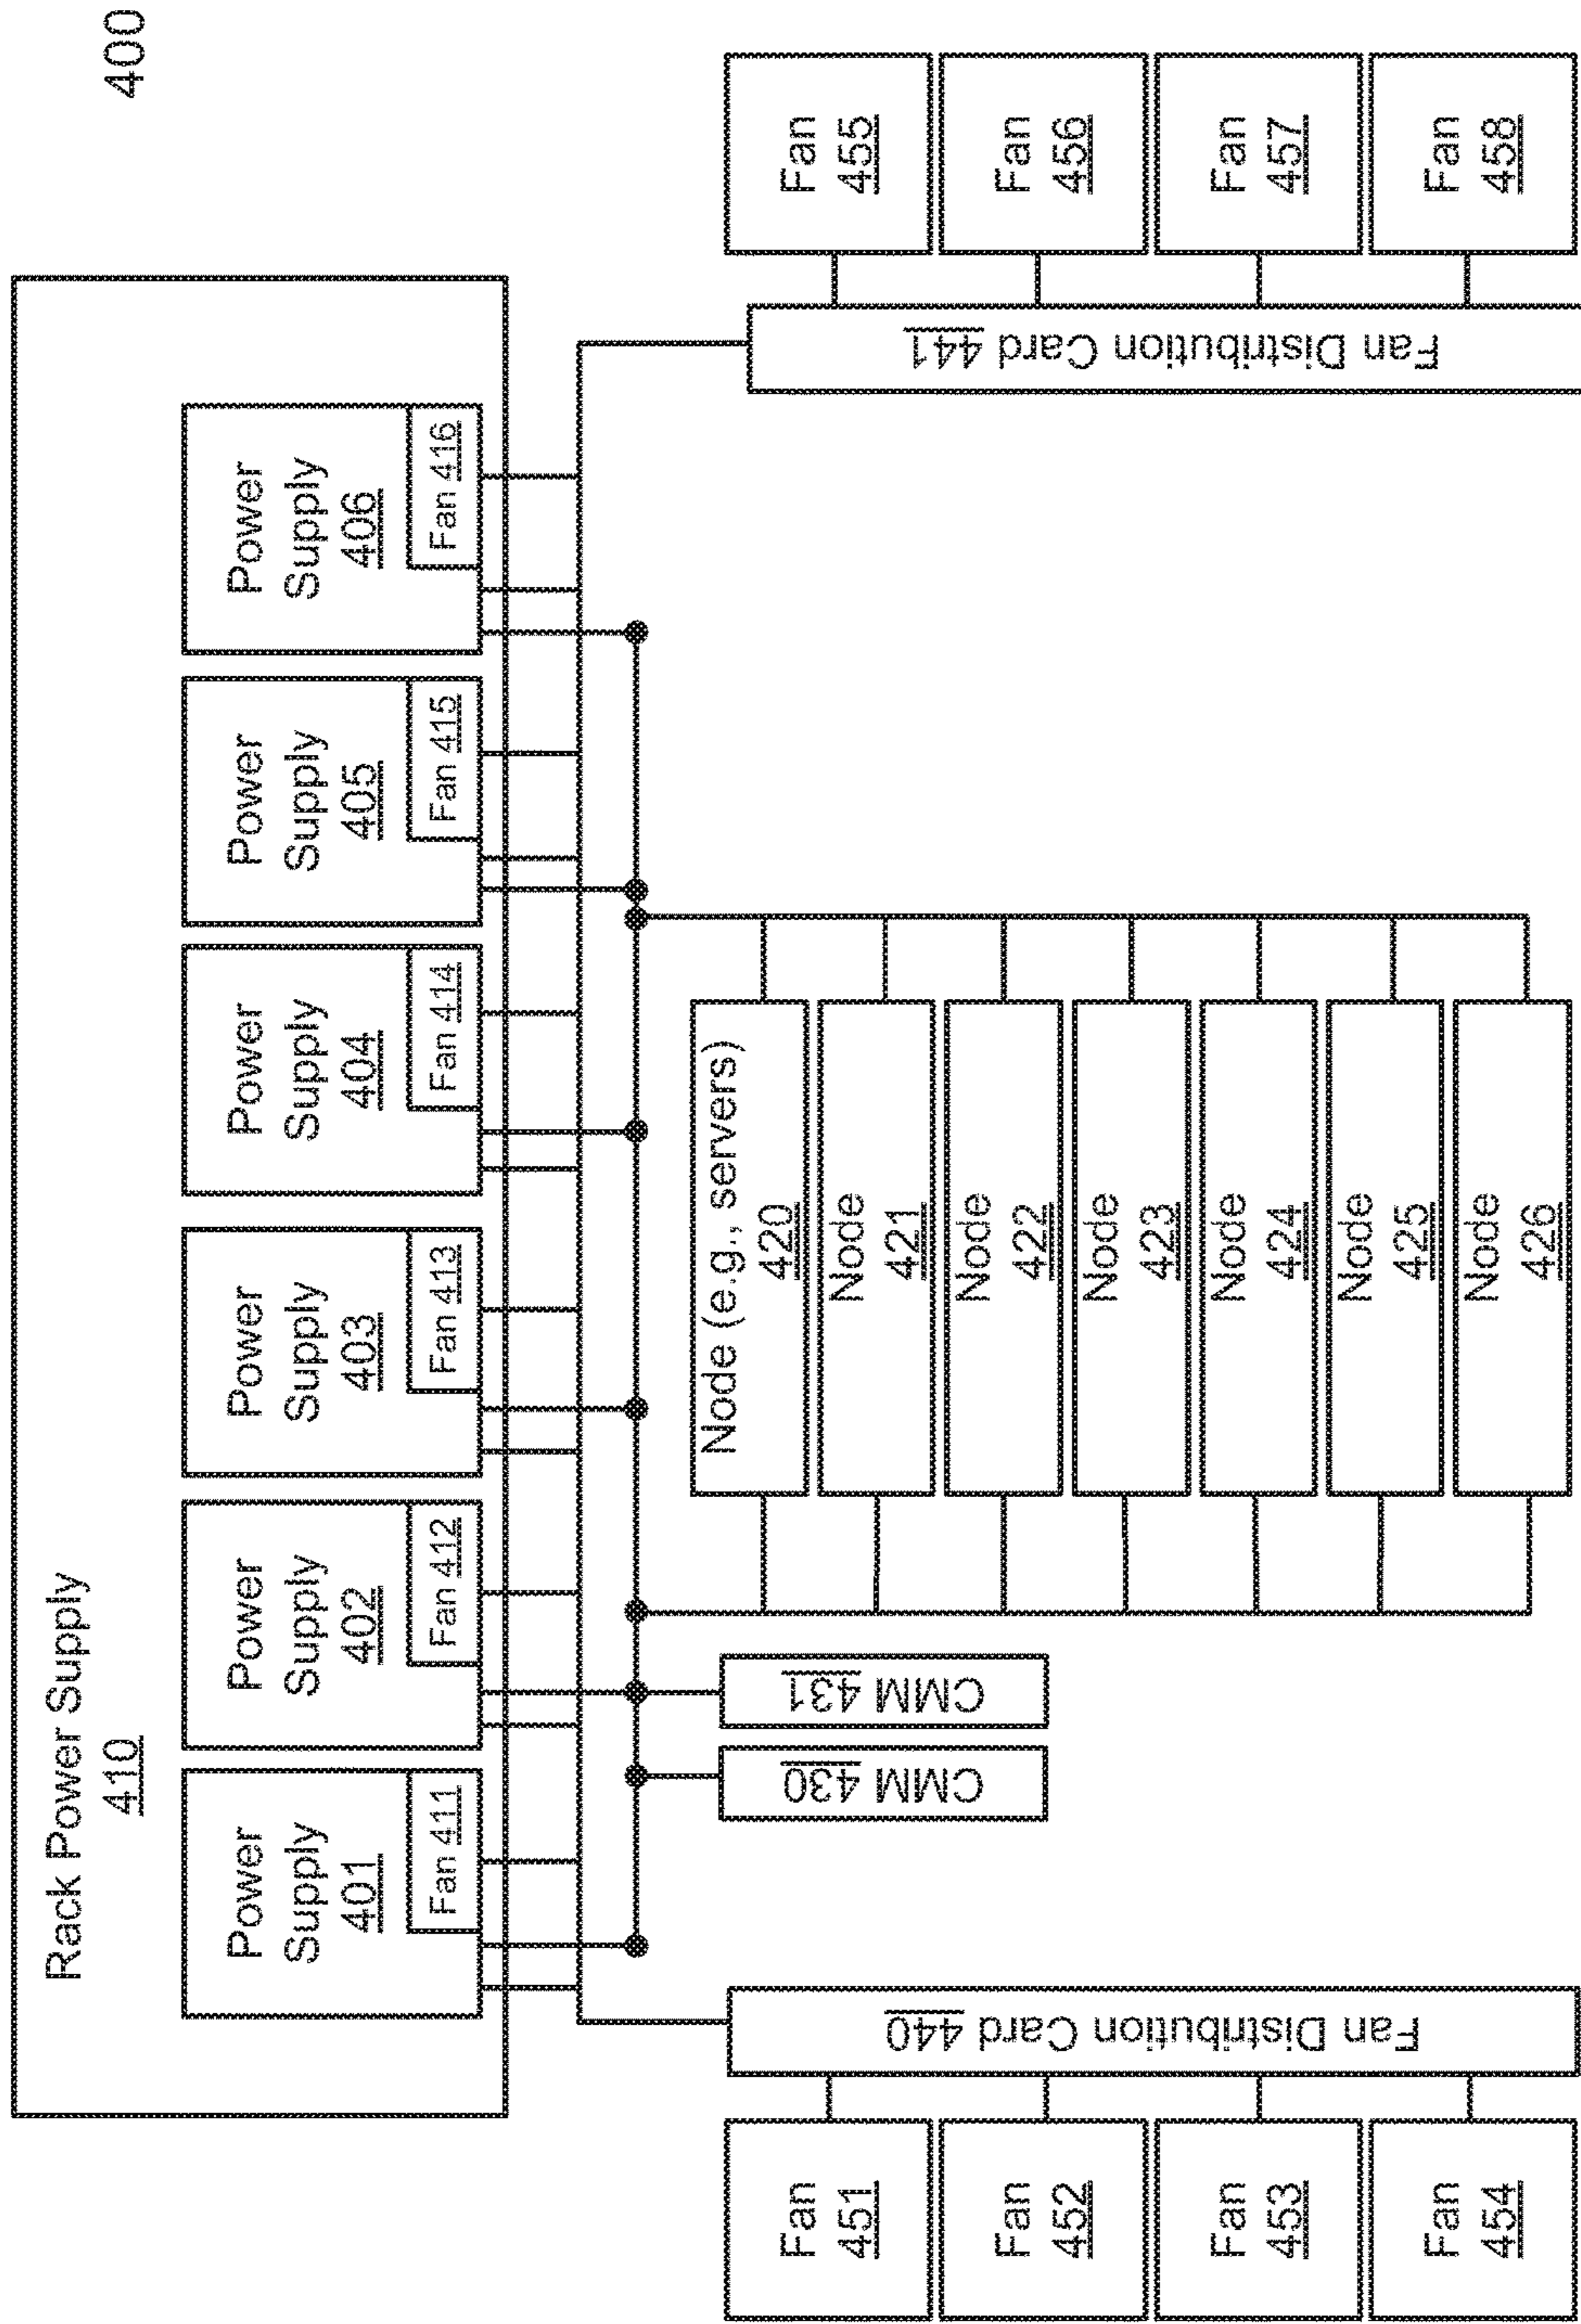 400
Rack Power Supply
410
Power
Supply
401
Fan 411
Power
Supply
402
Fan 412
Power
Supply
403
Fan 413
Power
Supply
404
Fan 414
Power
Supply
405
Fan 415
Power
Supply
406
Fan 416
Fan
451
Fan
452
Fan
453
Fan
454
Fan Distribution Card 440
CMM 430
CMM 431
Node (e.g., servers)
420
Node
421
Node
422
Node
423
Node
424
Node
425
Node
426
Fan Distribution Card 441
Fan
455
Fan
456
Fan
457
Fan
458